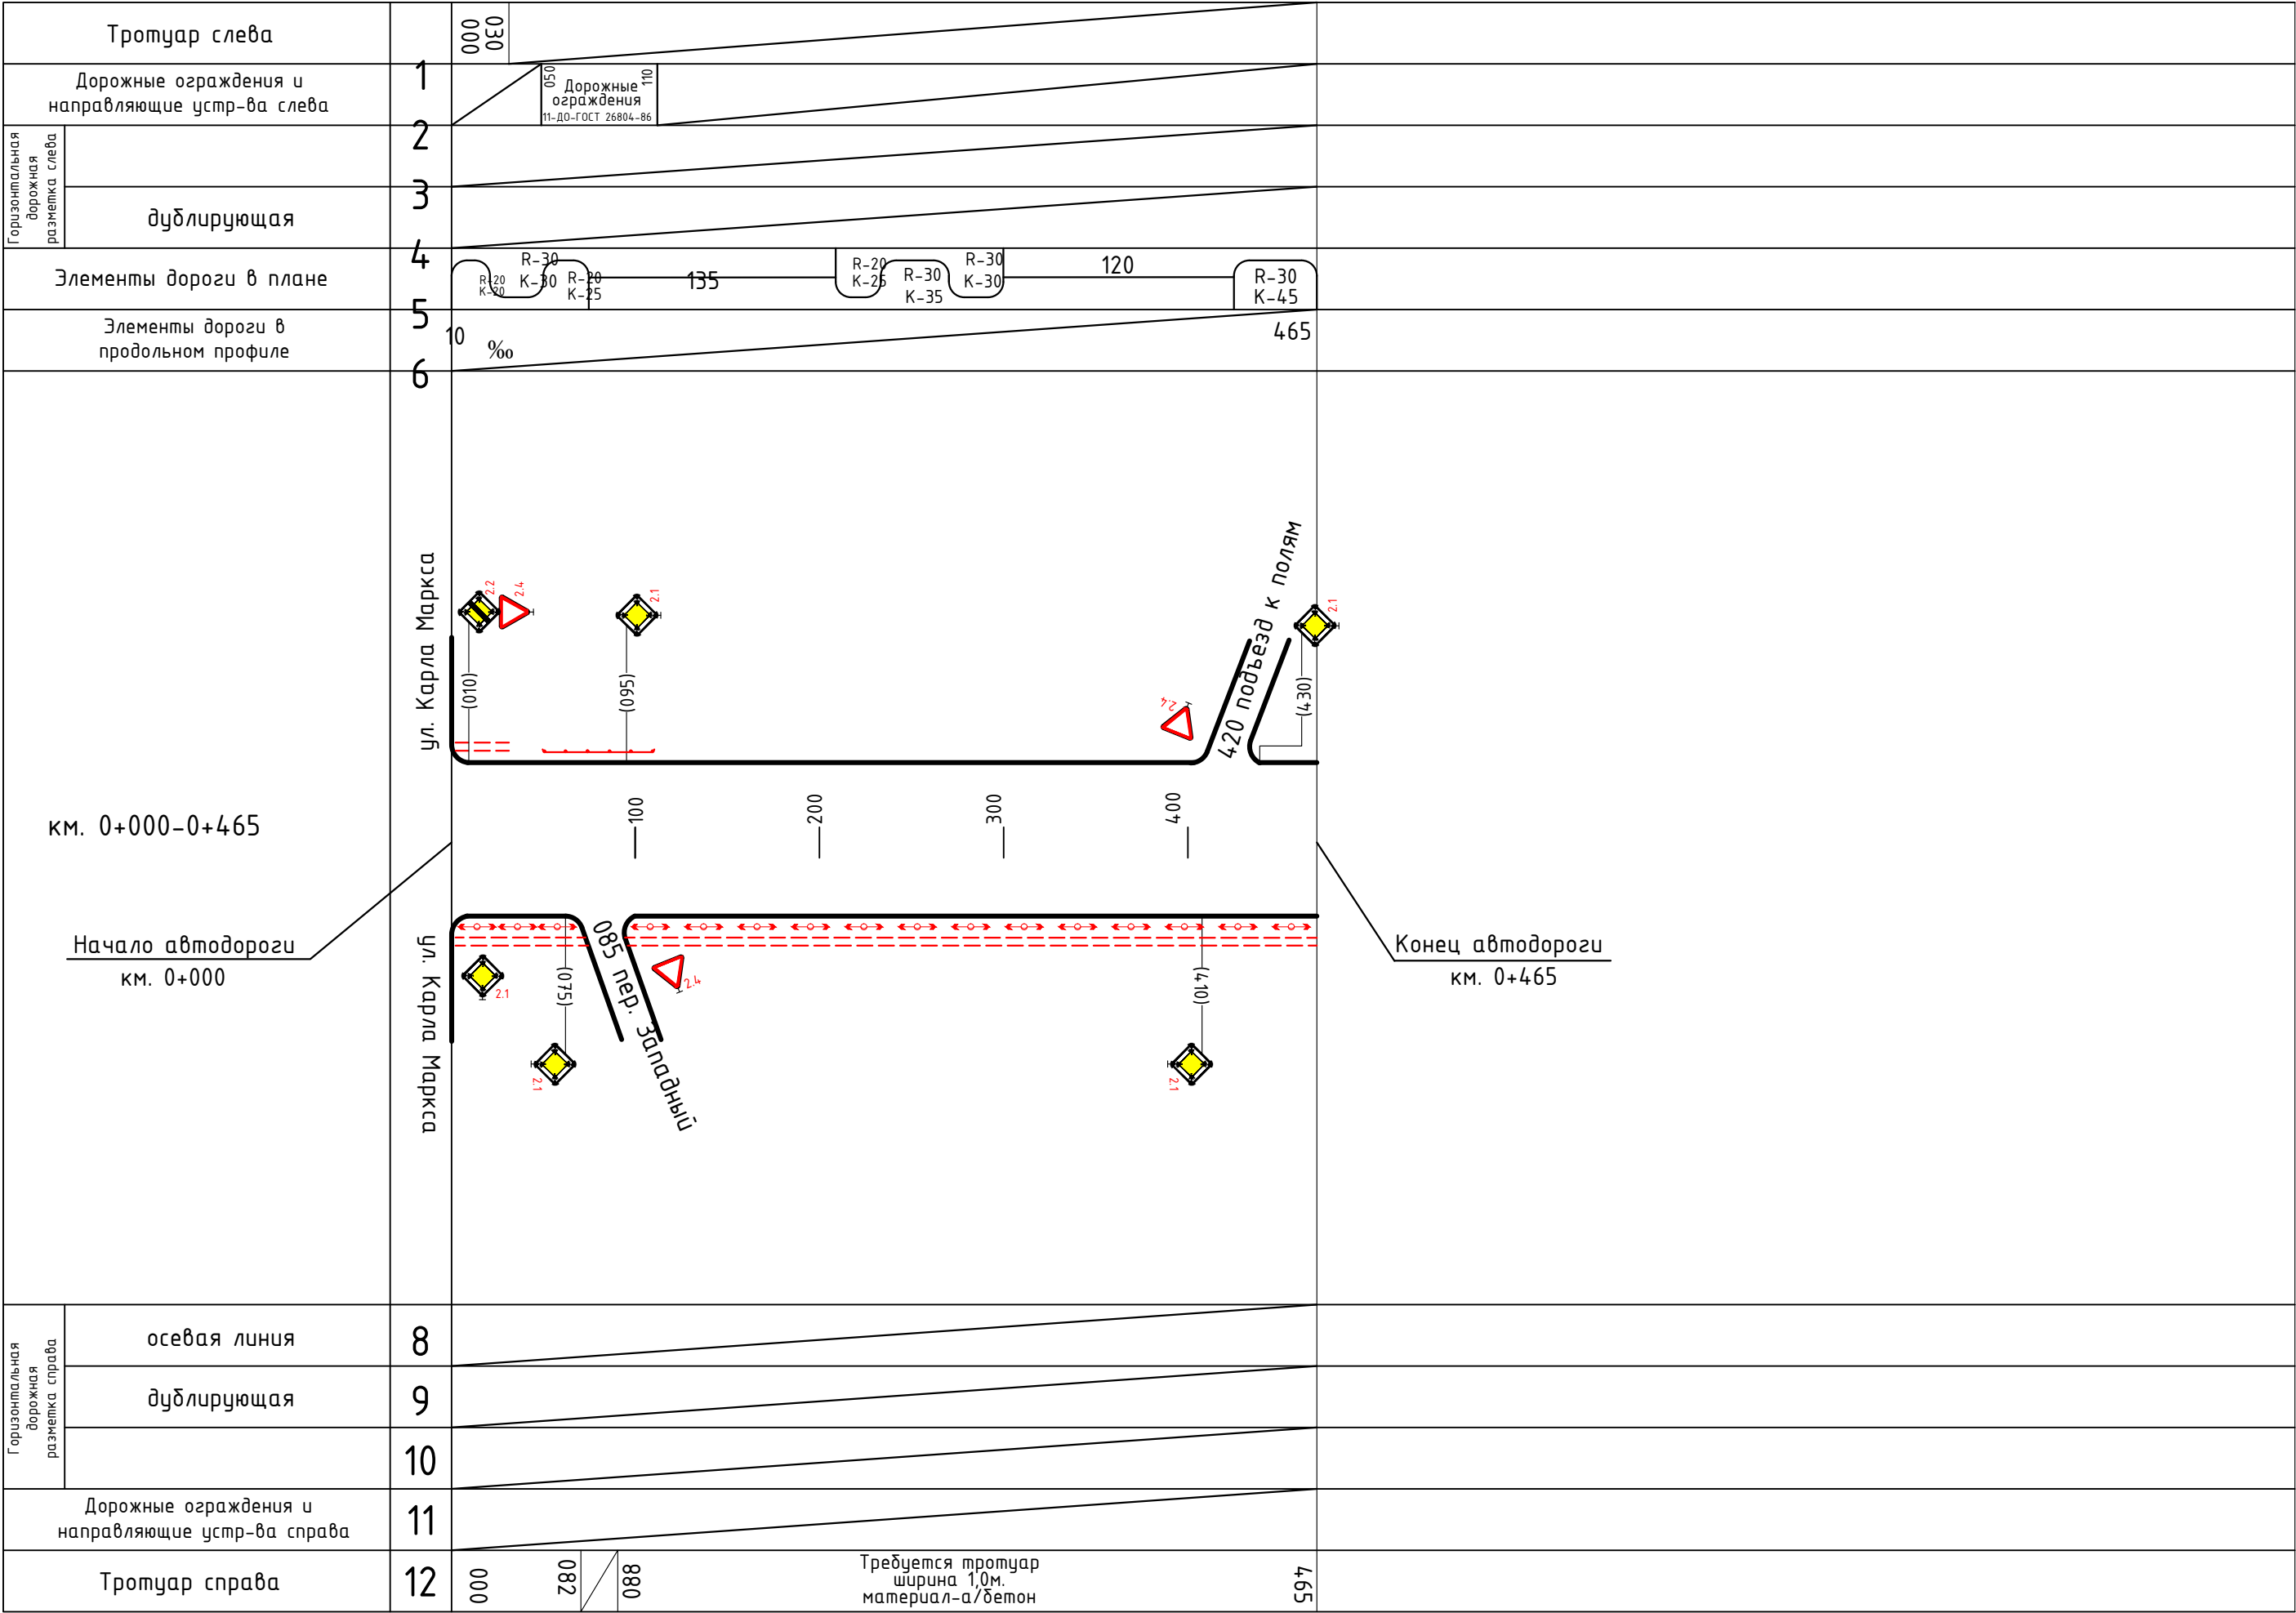 Тротуар слева
000
030
1
Дорожные ограждения и
направляющие устр-ва слева
050
Дорожные
ограждения
11-ДО-ГОСТ 26804-86
110
2
Горизонтальная
дорожная
разметка слева
3
дублирующая
4
Элементы дороги в плане
R-20
K-20
R-30
K-30
R-20
K-25
135
R-20
K-25
R-30
K-35
R-30
K-30
120
R-30
K-45
5
Элементы дороги в
продольном профиле
10
‰
465
6
ул. Карла Маркса
2.2
2.4
2.1
420 подъезд к полям
2.1
(010)
(095)
2.4
(430)
км. 0+000-0+465
100
200
300
400
Начало автодороги
км. 0+000
Конец автодороги
км. 0+465
ул. Карла Маркса
2.1
(075)
085 пер. Западный
2.4
(410)
2.1
2.1
Горизонтальная
дорожная
разметка справа
осевая линия
8
дублирующая
9
10
Дорожные ограждения и
направляющие устр-ва справа
11
Тротуар справа
12
000
082
088
Требуется тротуар
ширина 1,0м.
материал-а/бетон
465